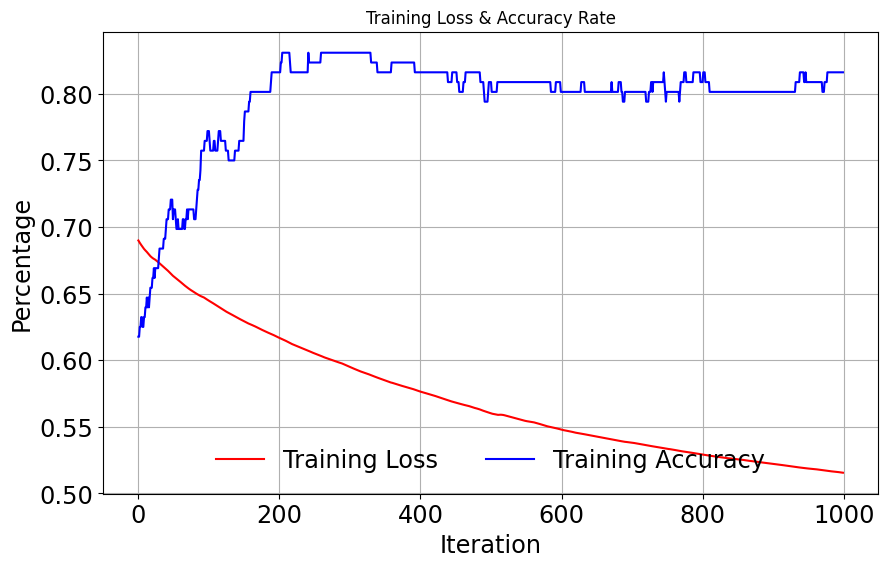 Training Loss & Accuracy Rate
0.80
0.75
0.70
0.65
0.60
0.55
0.50
Percentage
Training Loss
Training Accuracy
0
200
400
600
800
1000
Iteration